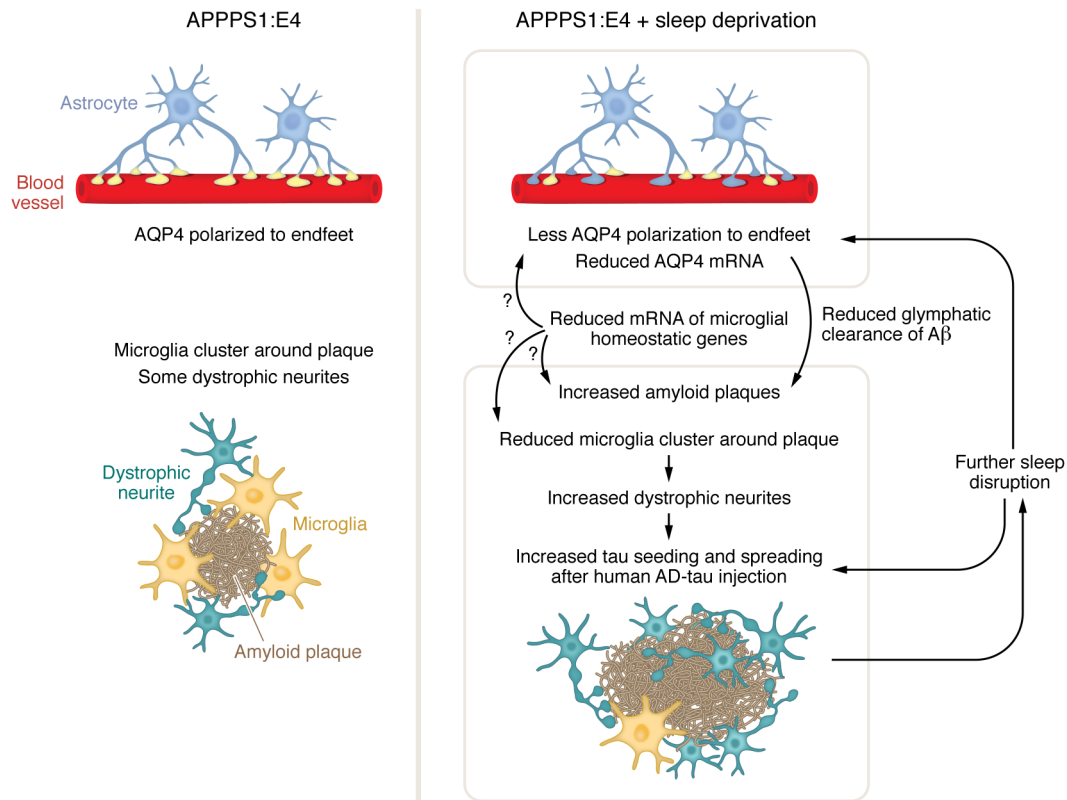 APPPS1:E4
Astrocyte
Blood
vessel
AQP4 polarized to endfeet
Microglia cluster around plaque
Some dystrophic neurites
Dystrophic
neurite
Microglia
Amyloid plaque
APPPS1:E4 + sleep deprivation
Less AQP4 polarization to endfeet
Reduced AQP4 mRNA
?
?
?
Reduced mRNA of microglial
homeostatic genes
Reduced glymphatic
clearance of Aβ
Increased amyloid plaques
Reduced microglia cluster around plaque
Increased dystrophic neurites
Increased tau seeding and spreading
after human AD-tau injection
Further sleep
disruption